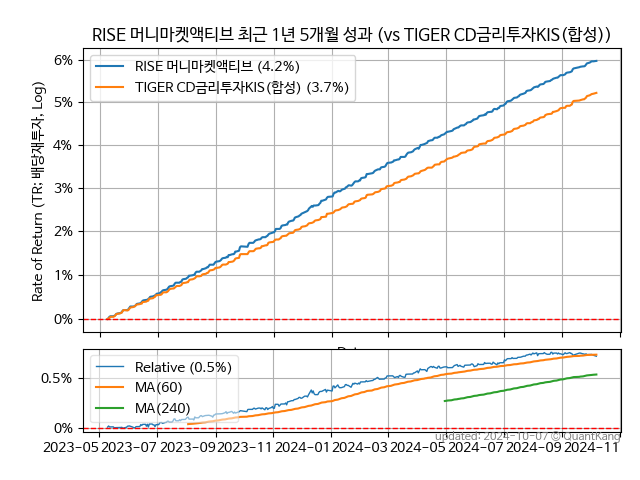 RISE 머니마켓액티브 최근 1년 5개월 성과 (vs TIGER CD금리투자KIS(합성))
RISE 머니마켓액티브 (4.2%)
TIGER CD금리투자KIS(합성) (3.7%)
Rate of Return (TR; 배당재투자, Log)
6%
5%
4%
3%
2%
1%
0%
Relative (0.5%)
MA(60)
MA(240)
0.5%
0%
2023-05 2023-07 2023-09 2023-11 2024-01 2024-03 2024-05 2024-07 2024-09 2024-11
updated: 2024-10-07 © QuantKang